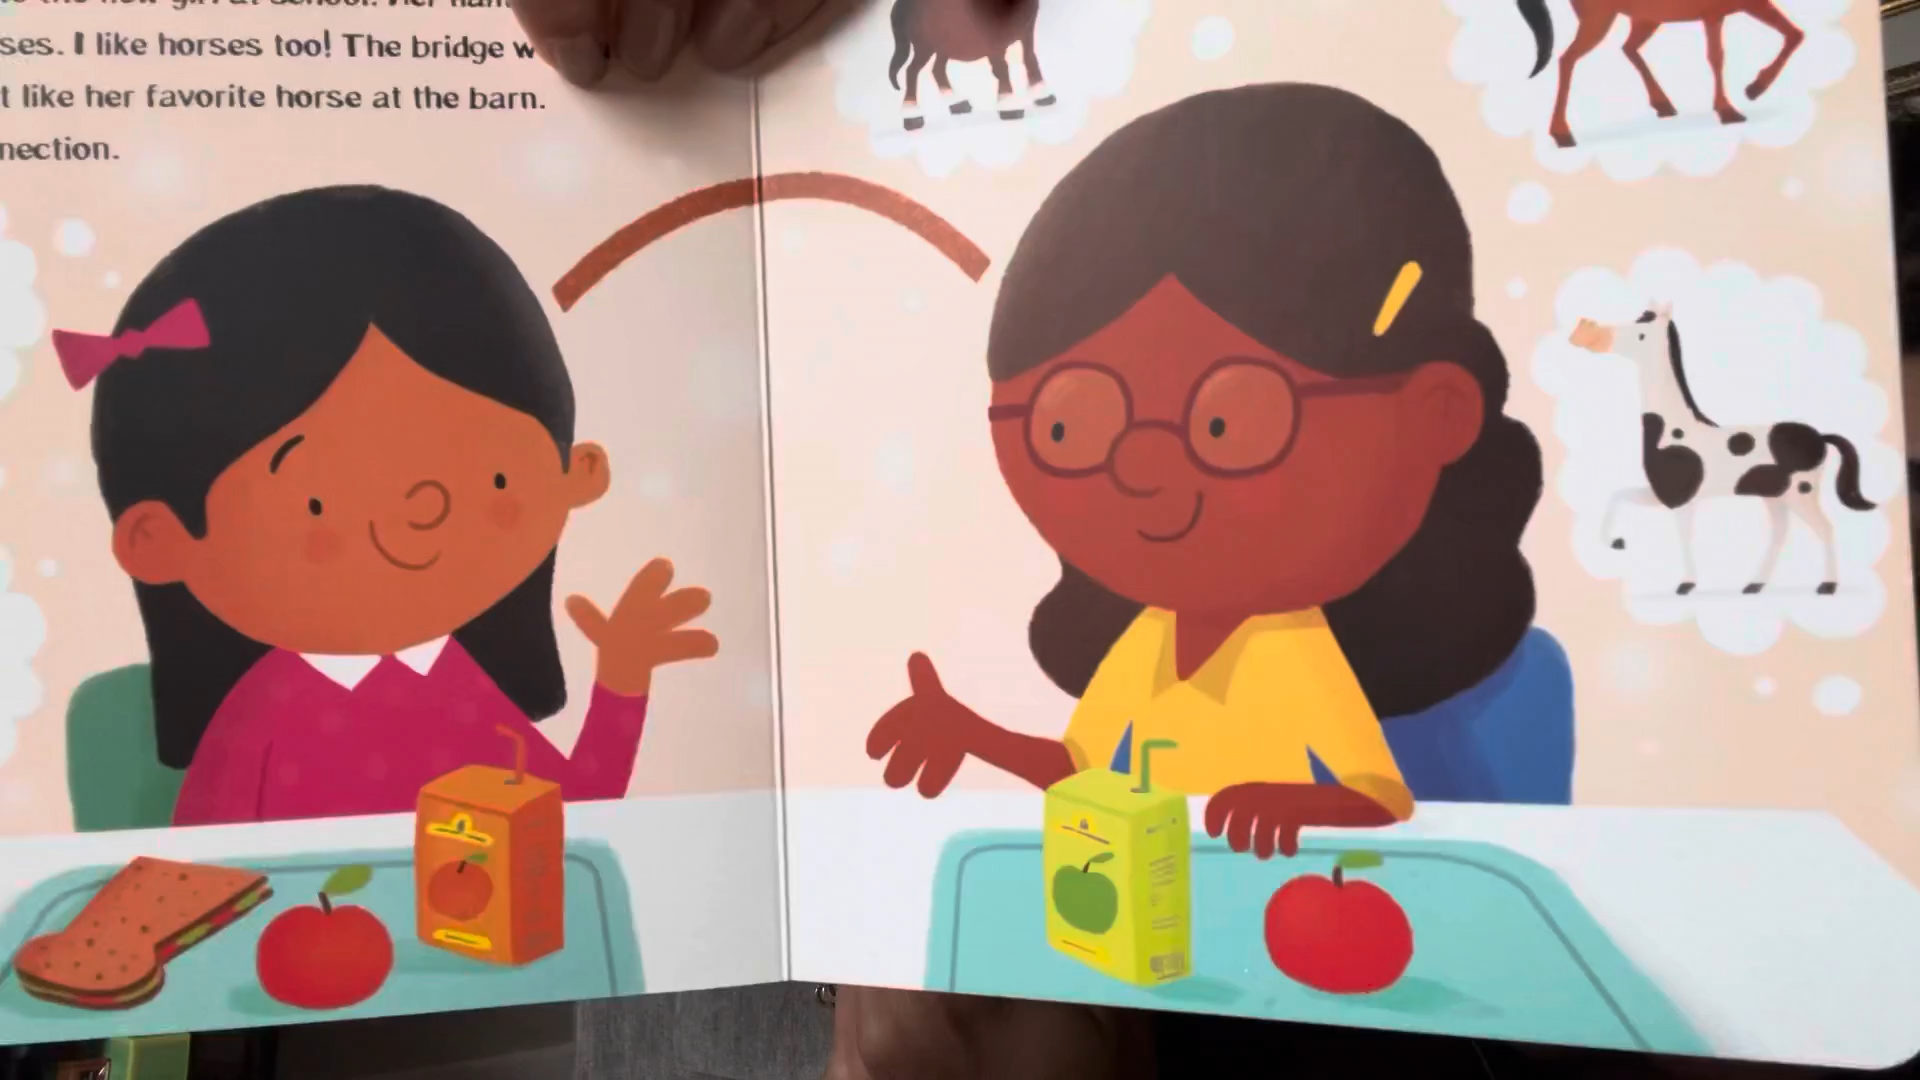 the new girl at school. Her
ses. I like horses too! The bridge w
t like her favorite horse at the barn.
nection.